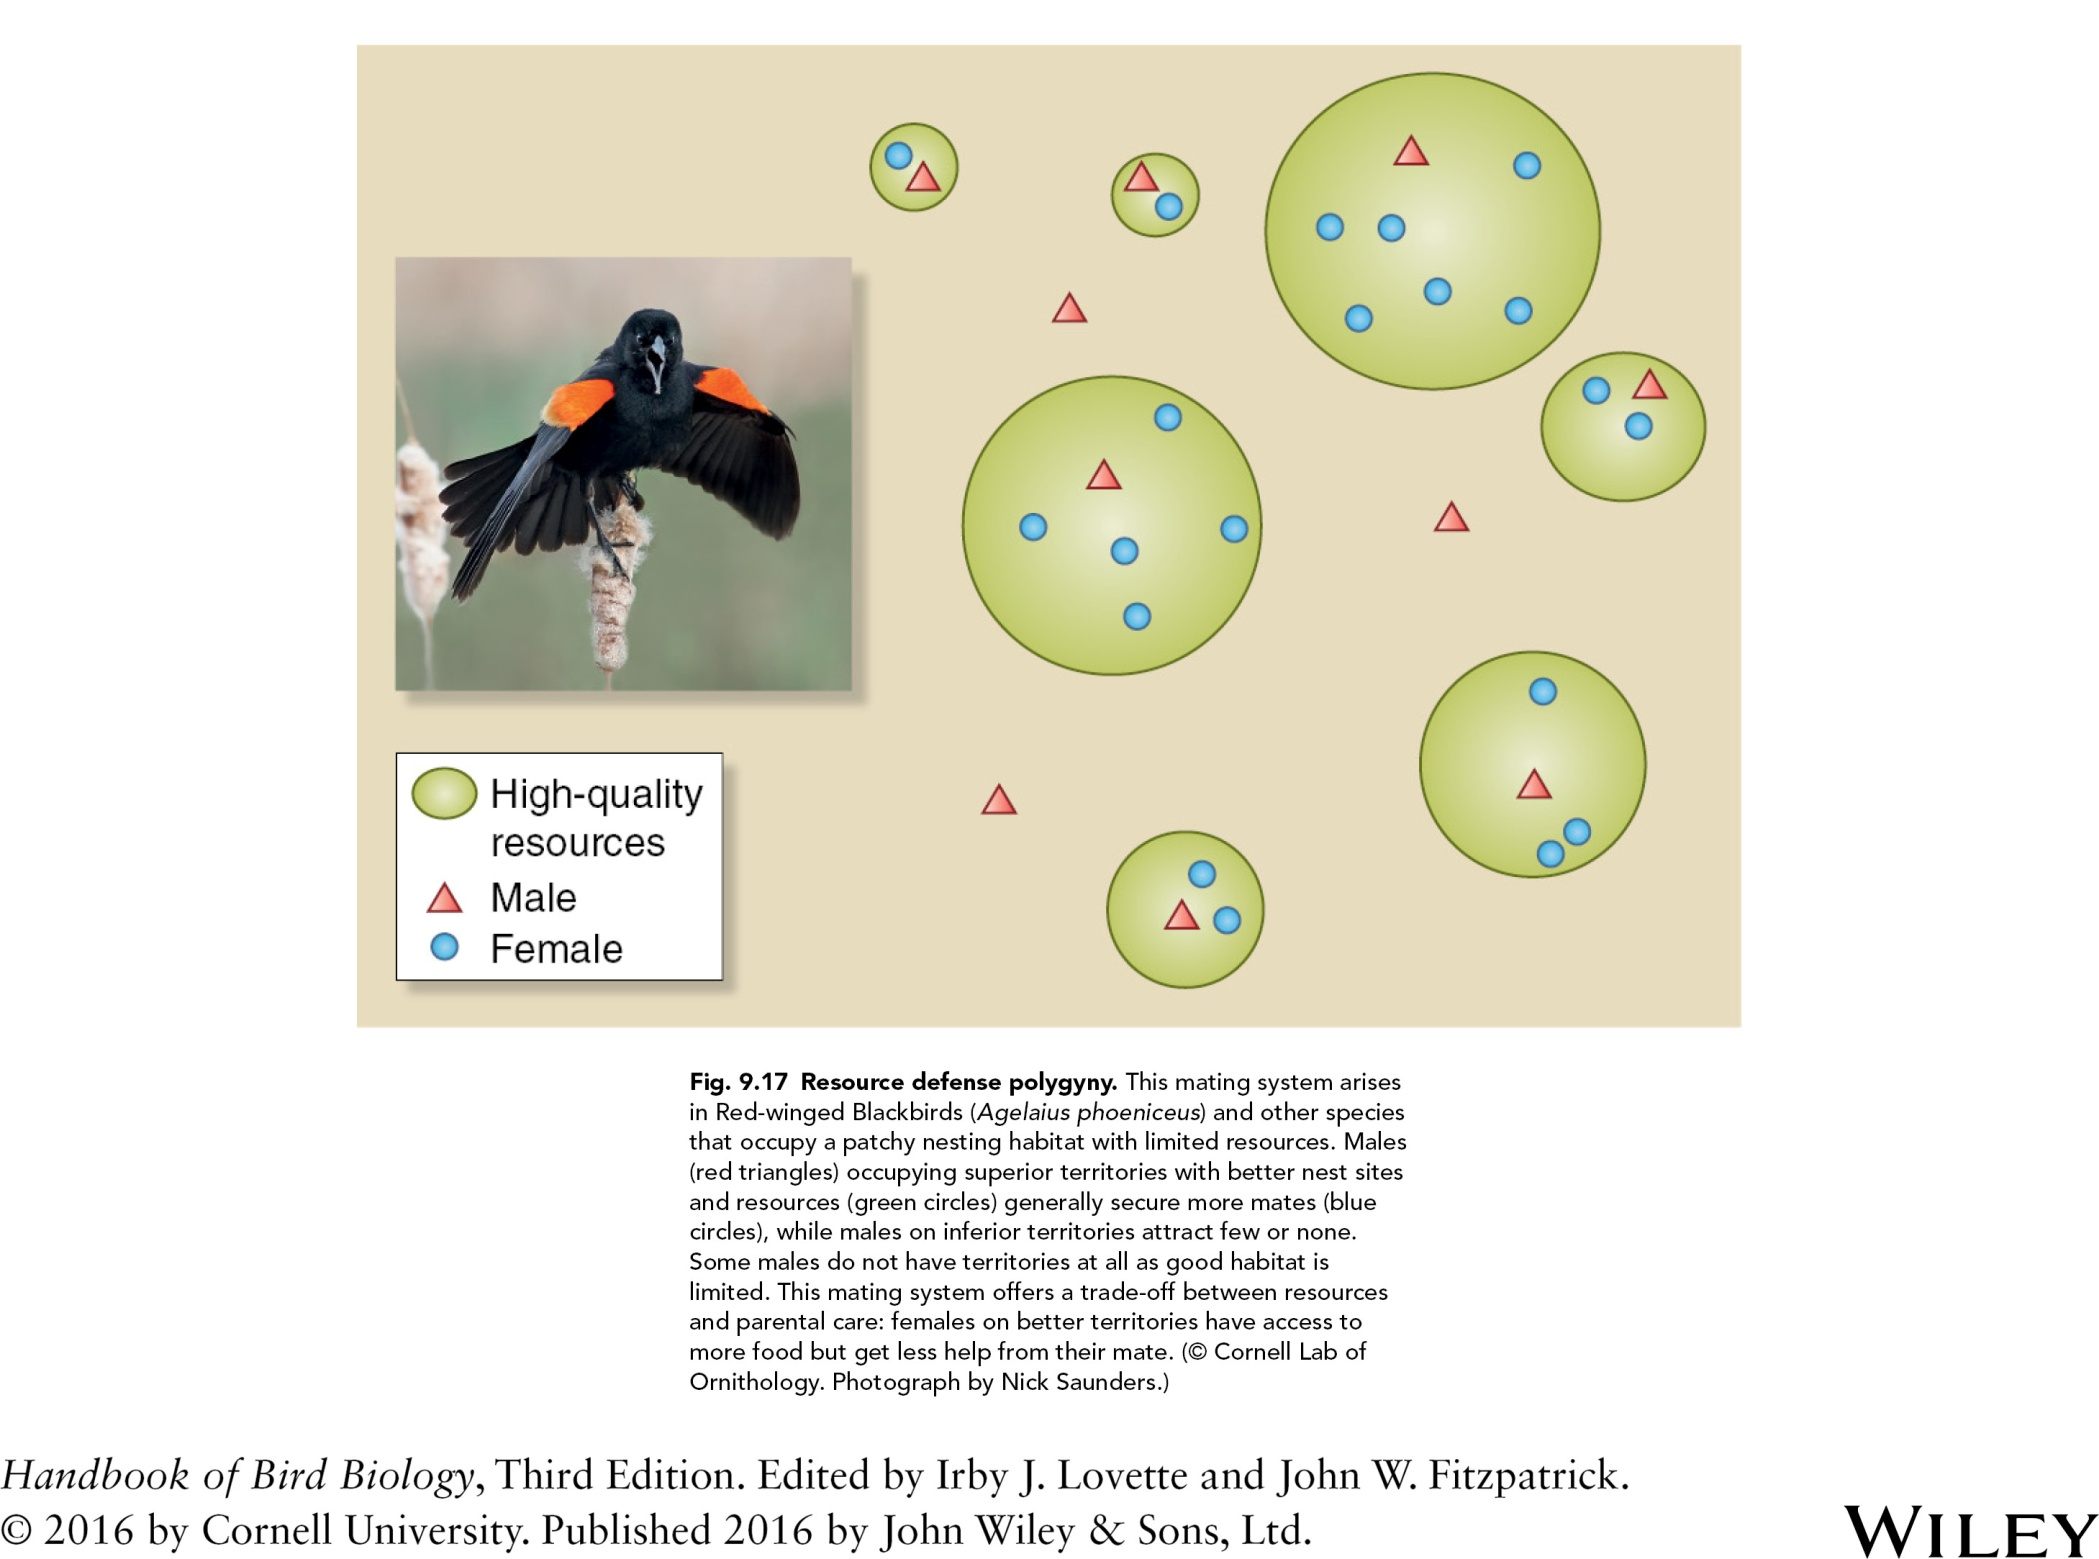 High-quality
resources
Male
Female
Fig. 9.17 Resource defense polygyny. This mating system arises
in Red-winged Blackbirds (Agelaius phoeniceus) and other species
that occupy a patchy nesting habitat with limited resources. Males
(red triangles) occupying superior territories with better nest sites
and resources (green circles) generally secure more mates (blue
circles), while males on inferior territories attract few or none.
Some males do not have territories at all as good habitat is
limited. This mating system offers a trade-off between resources
and parental care: females on better territories have access to
more food but get less help from their mate. (© Cornell Lab of
Ornithology. Photograph by Nick Saunders.)
Handbook of Bird Biology, Third Edition. Edited by Irby J. Lovette and John W. Fitzpatrick.
© 2016 by Cornell University. Published 2016 by John Wiley & Sons, Ltd.
WILEY